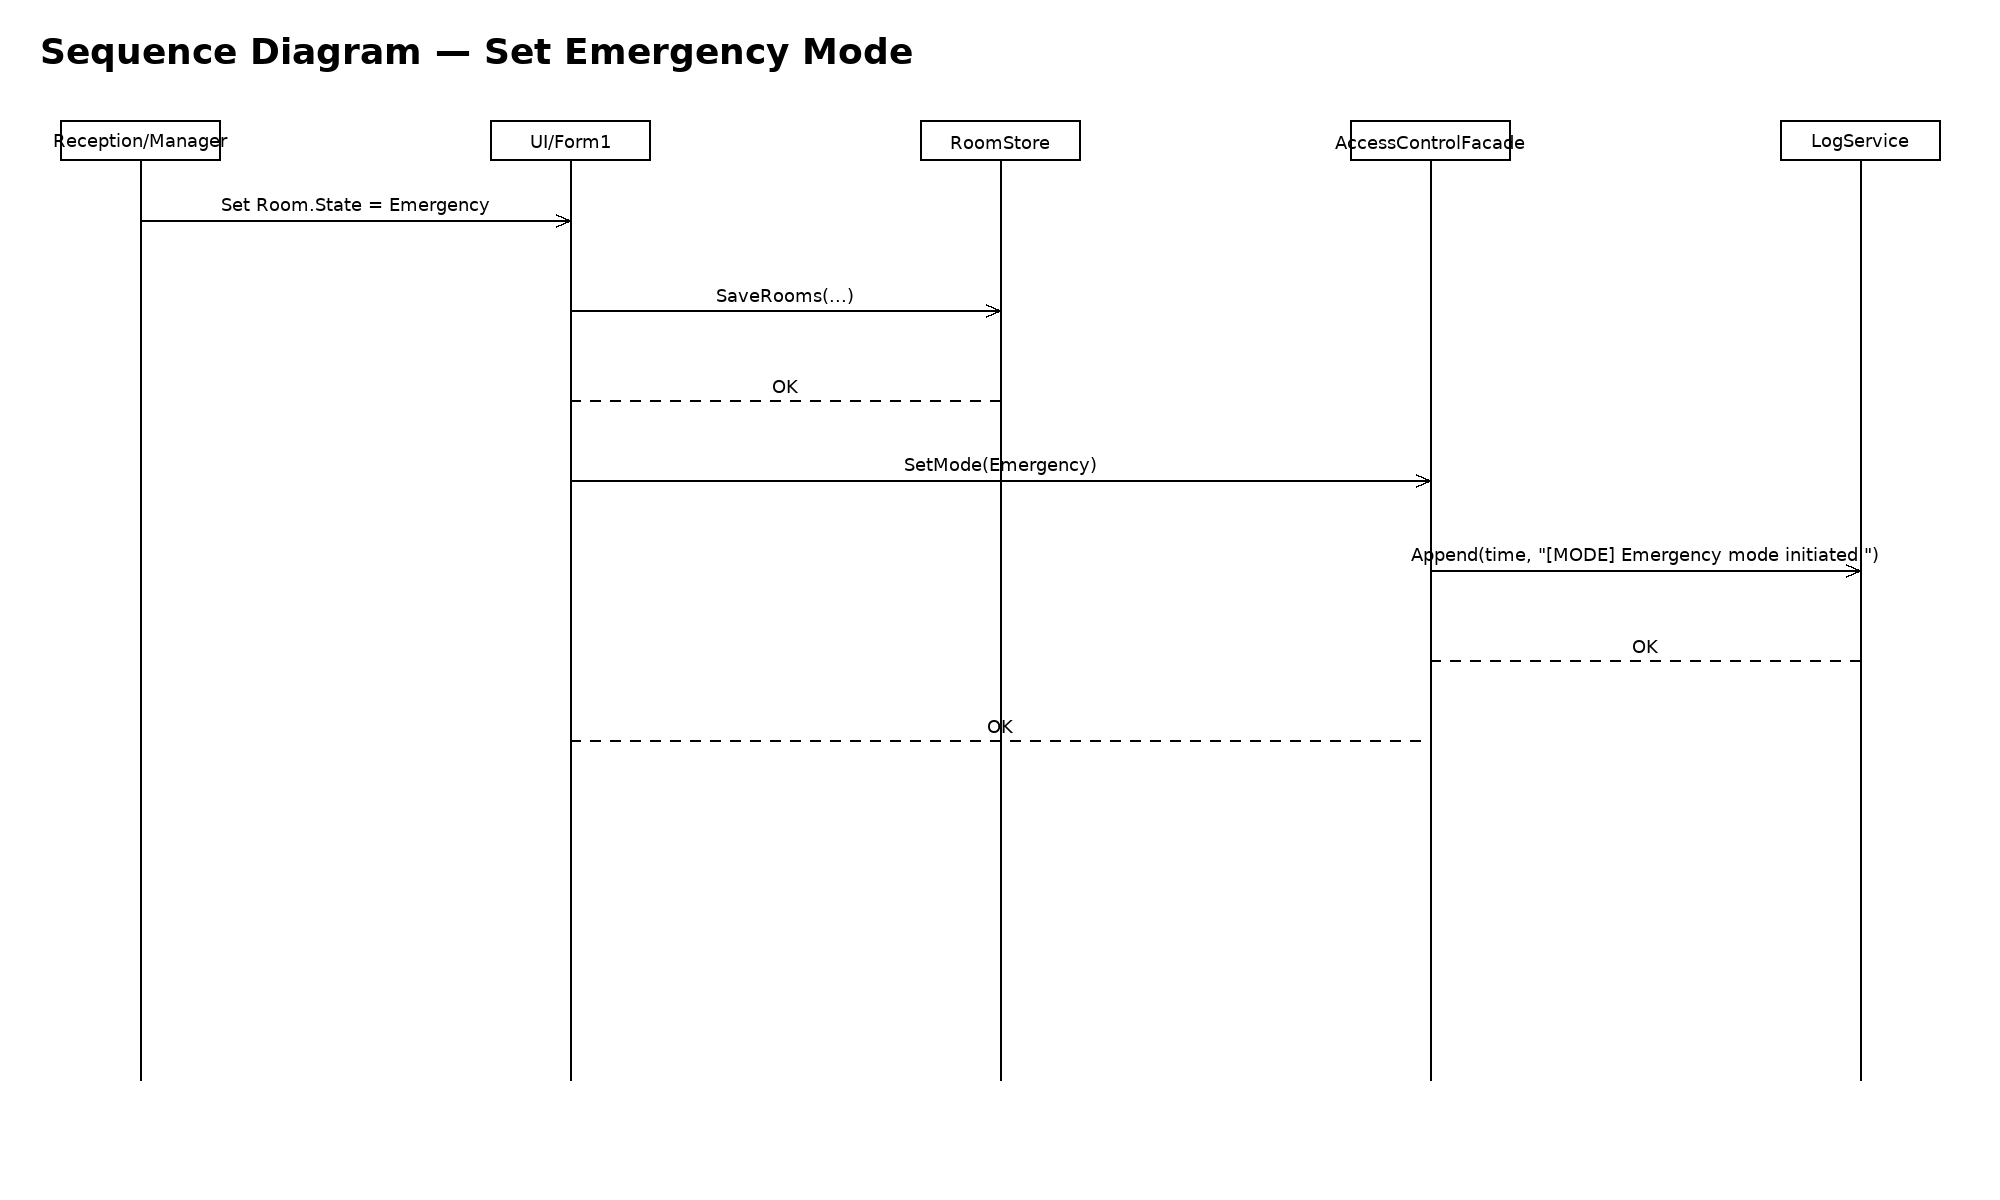 Sequence Diagram — Set Emergency Mode
Reception/Manager
UI/Form1
RoomStore
AccessControlFacade
LogService
Set Room.State = Emergency
SaveRooms(...)
OK
SetMode(Emergency)
Append(time, "[MODE] Emergency mode initiated.")
OK
OK